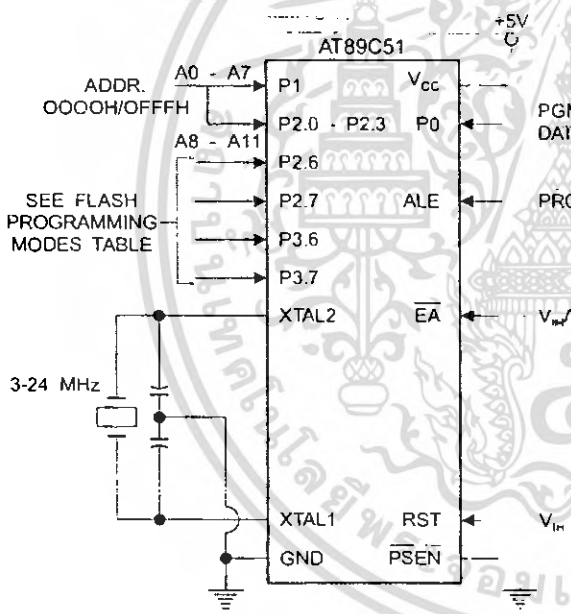 +5V
AT89C51
A0 - A7
ADDR.
OOOOH/OFFFH
P1
VCC
P2.0 - P2.3
P0
A8 - A11
P2.6
SEE FLASH
PROGRAMMING
MODES TABLE
P2.7
ALE
P3.6
P3.7
XTAL2
EA
3-24 MHz
XTAL1
RST
VIH
GND
PSEN